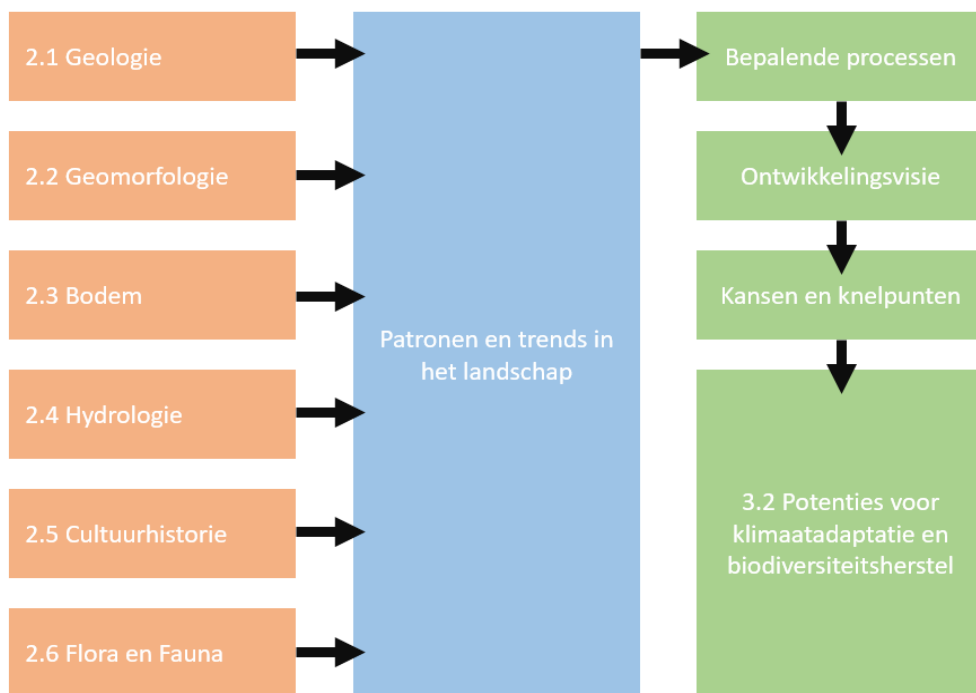 2.1 Geologie
2.2 Geomorfologie
2.3 Bodem
2.4 Hydrologie
2.5 Cultuurhistorie
2.6 Flora en Fauna
Patronen en trends in
het landschap
Bepalende processen
Ontwikkelingsvisie
Kansen en knelpunten
3.2 Potenties voor
klimaatadaptatie en
biodiversiteitsherstel